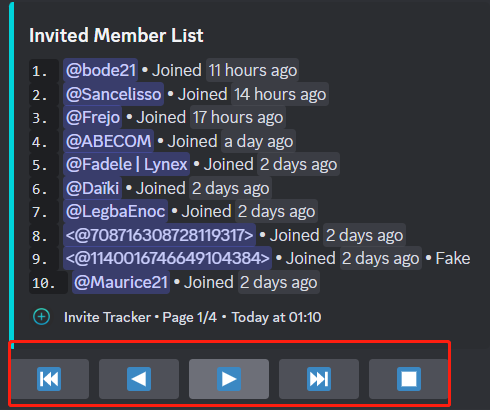 Invited Member List
1. @bode21 • Joined 11 hours ago
2. @Sancelisso • Joined 14 hours ago
3. @Frejo • Joined 17 hours ago
4. @ABECOM • Joined a day ago
5. @Fadele | Lynex • Joined 2 days ago
6. @Daïki • Joined 2 days ago
7. @LegbaEnoc • Joined 2 days ago
8. <@708716308728119317> • Joined 2 days ago
9. <@1140016746649104384> • Joined 2 days ago • Fake
10. @Maurice21 • Joined 2 days ago
Invite Tracker • Page 1/4 • Today at 01:10